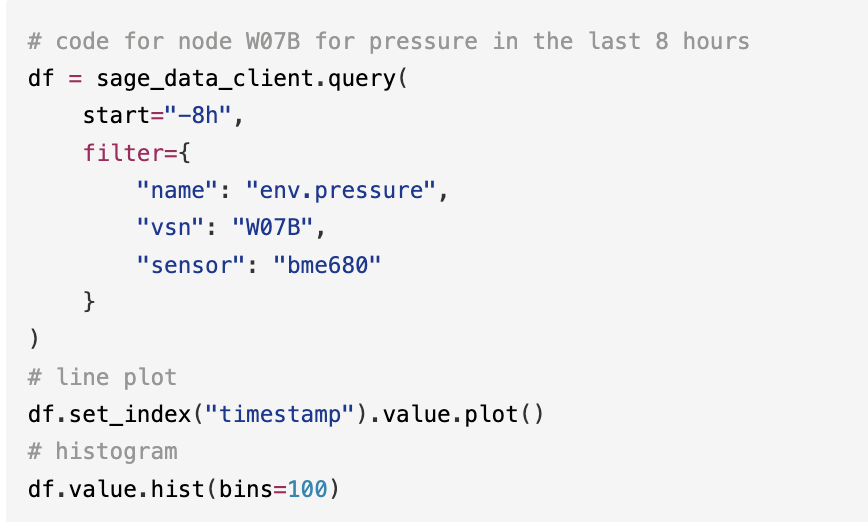 # code for node W07B for pressure in the last 8 hours
df = sage_data_client.query(
    start="-8h",
    filter={
        "name": "env.pressure",
        "vsn": "W07B",
        "sensor": "bme680"
    }
)
# line plot
df.set_index("timestamp").value.plot()
# histogram
df.value.hist(bins=100)